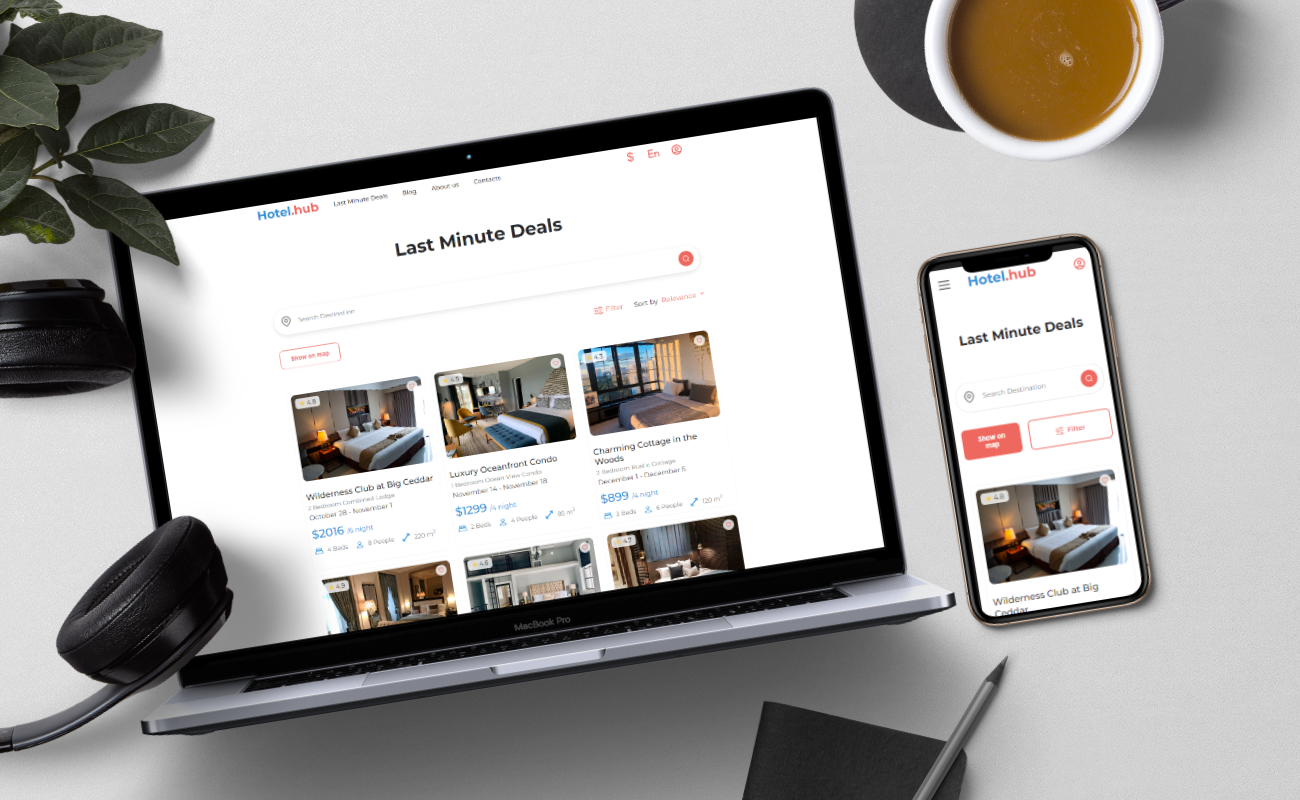 $ En
Hotel.hub Last Minute Deals Blog About us Contacts
Last Minute Deals
Search Destination
Filter Sort by Relevance
Show on map
4.8
Wilderness Club at Big Ceddar
2 Bedroom Combined Lodge
October 28 - November 1
$2016 /6 night
4 Beds 8 People 220 m²
4.5
Luxury Oceanfront Condo
1 Bedroom Ocean View Condo
November 14 - November 18
$1299 /4 night
2 Beds 4 People 85 m²
4.3
Charming Cottage in the
Woods
2 Bedroom Rustic Cottage
December 1 - December 5
$899 /4 night
3 Beds 6 People 120 m²
4.9
4.6
4.7
MacBook Pro
Hotel.hub
Last Minute Deals
Search Destination
Show on
map
Filter
4.8
Wilderness Club at Big
Ceddar